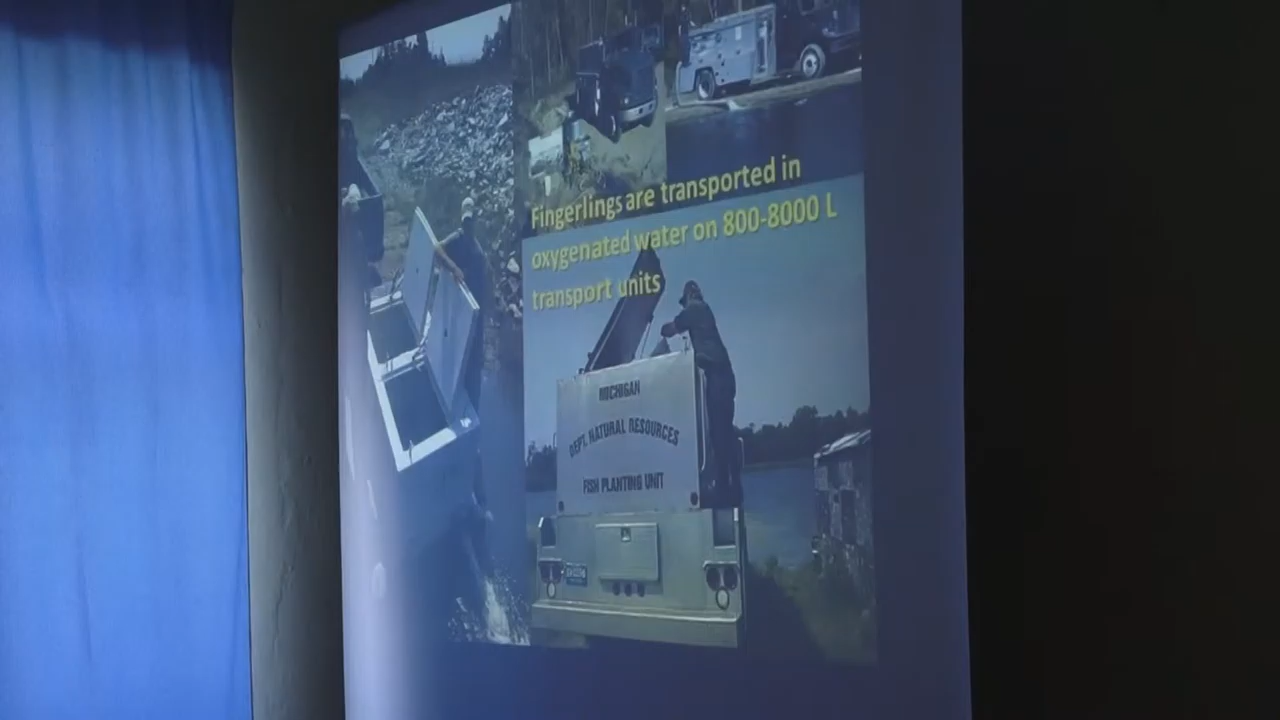 Fingerlings are transported in
oxygenated water on 800-8000 L
transport units
MICHIGAN
DEPT. NATURAL RESOURCES
FISH PLANTING UNIT